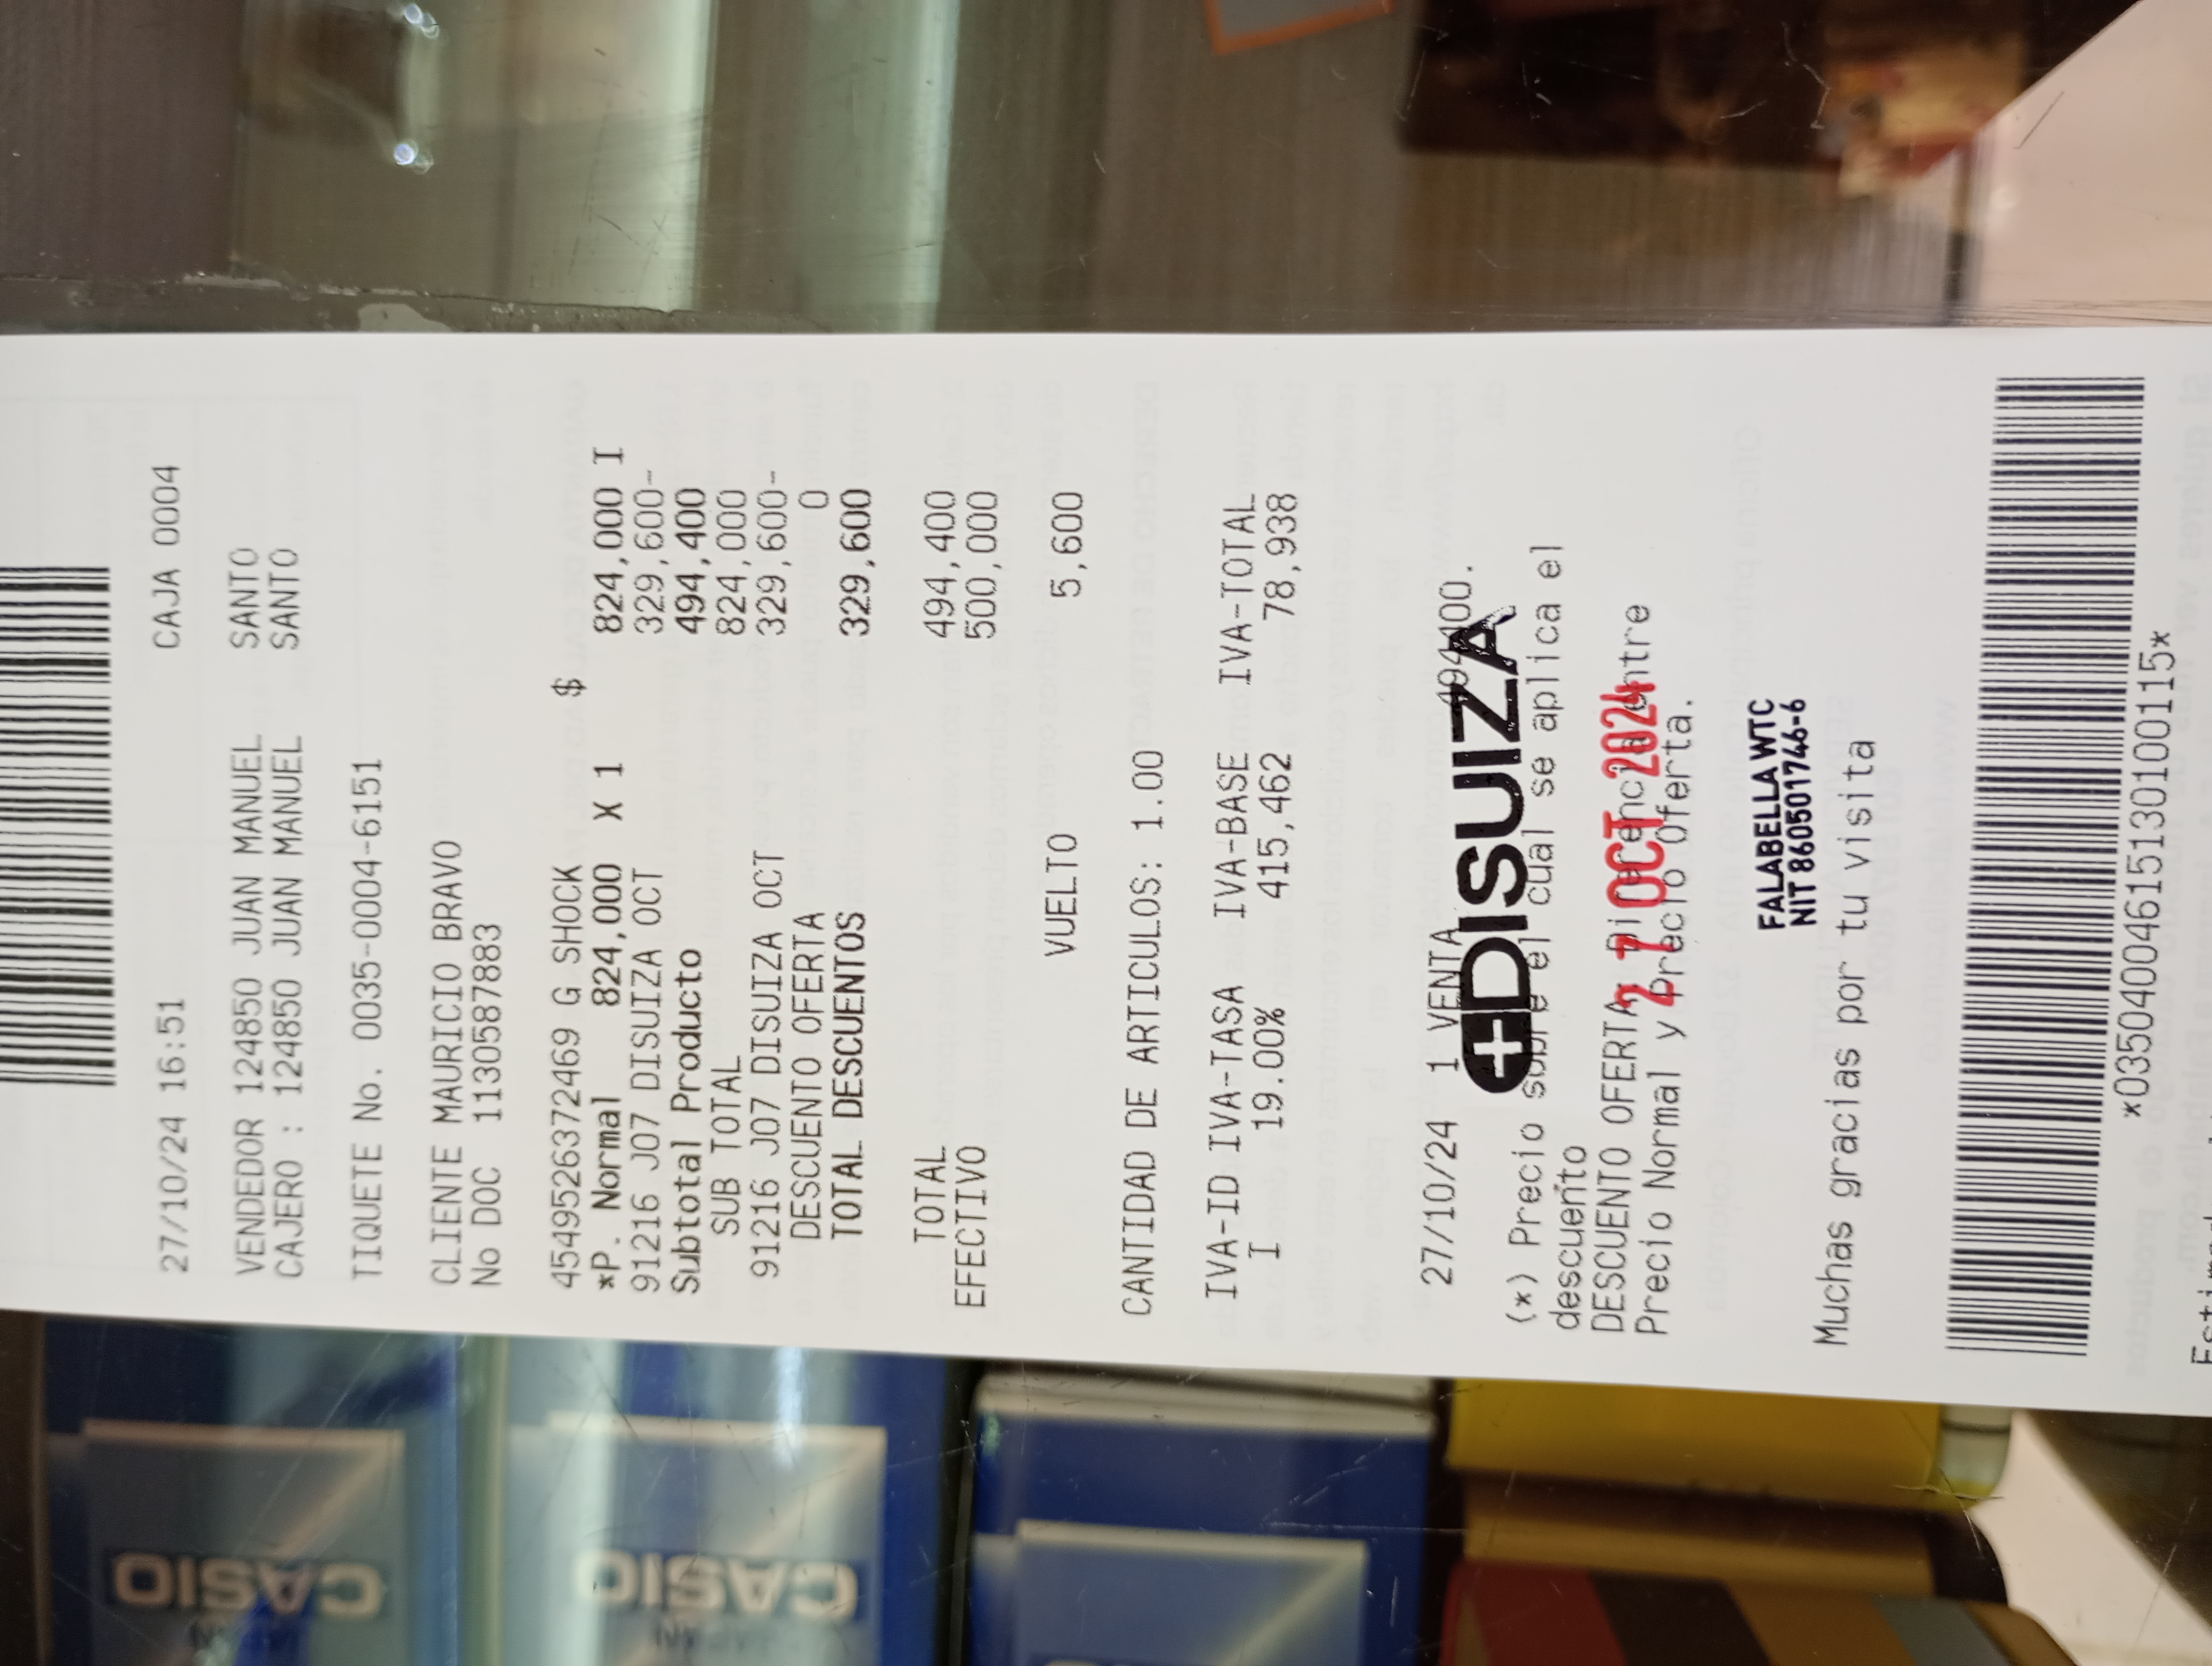 27/10/24 16:51 CAJA 0004
VENDEDOR 124850 JUAN MANUEL SANTO
CAJERO : 124850 JUAN MANUEL SANTO
TIQUETE No. 0035-0004-6151
CLIENTE MAURICIO BRAVO
No DOC 1130587883
4549526372469 G SHOCK $
*P. Normal 824,000 X 1 824,000 I
91216 J07 DISUIZA OCT 329,600-
Subtotal Producto 494,400
SUB TOTAL 824,000
91216 J07 DISUIZA OCT 329,600-
DESCUENTO OFERTA 0
TOTAL DESCUENTOS 329,600
TOTAL 494,400
EFECTIVO 500,000
VUELTO 5,600
CANTIDAD DE ARTICULOS: 1.00
IVA-ID IVA-TASA IVA-BASE IVA-TOTAL
I 19.00% 415,462 78,938
27/10/24 1 VENTA 494,400.
DISUIZA
(*) Precio sobre el cual se aplica el
descuento
DESCUENTO OFERTA: Diferencia entre
27 OCT 2024
Precio Normal y Precio Oferta.
FALABELLA WTC
NIT 860501746-6
Muchas gracias por tu visita
*03504004615130100115*
CASIO
CASIO